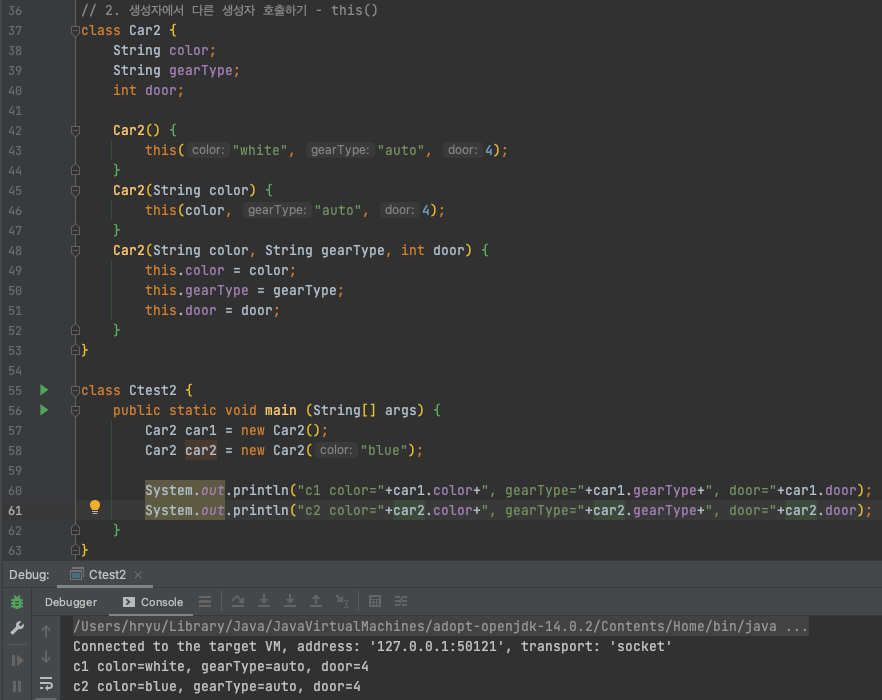 36 // 2. 생성자에서 다른 생성자 호출하기 - this()
37 class Car2 {
38 String color;
39 String gearType;
40 int door;
41
42 Car2() {
43 this( color: "white", gearType: "auto", door: 4);
44 }
45 Car2(String color) {
46 this(color, gearType: "auto", door: 4);
47 }
48 Car2(String color, String gearType, int door) {
49 this.color = color;
50 this.gearType = gearType;
51 this.door = door;
52 }
53 }
54
55 class Ctest2 {
56 public static void main (String[] args) {
57 Car2 car1 = new Car2();
58 Car2 car2 = new Car2( color: "blue");
59
60 System.out.println("c1 color="+car1.color+", gearType="+car1.gearType+", door="+car1.door);
61 System.out.println("c2 color="+car2.color+", gearType="+car2.gearType+", door="+car2.door);
62 }
63 }
Debug: Ctest2
Debugger Console
/Users/hryu/Library/Java/JavaVirtualMachines/adopt-openjdk-14.0.2/Contents/Home/bin/java ...
Connected to the target VM, address: '127.0.0.1:50121', transport: 'socket'
c1 color=white, gearType=auto, door=4
c2 color=blue, gearType=auto, door=4